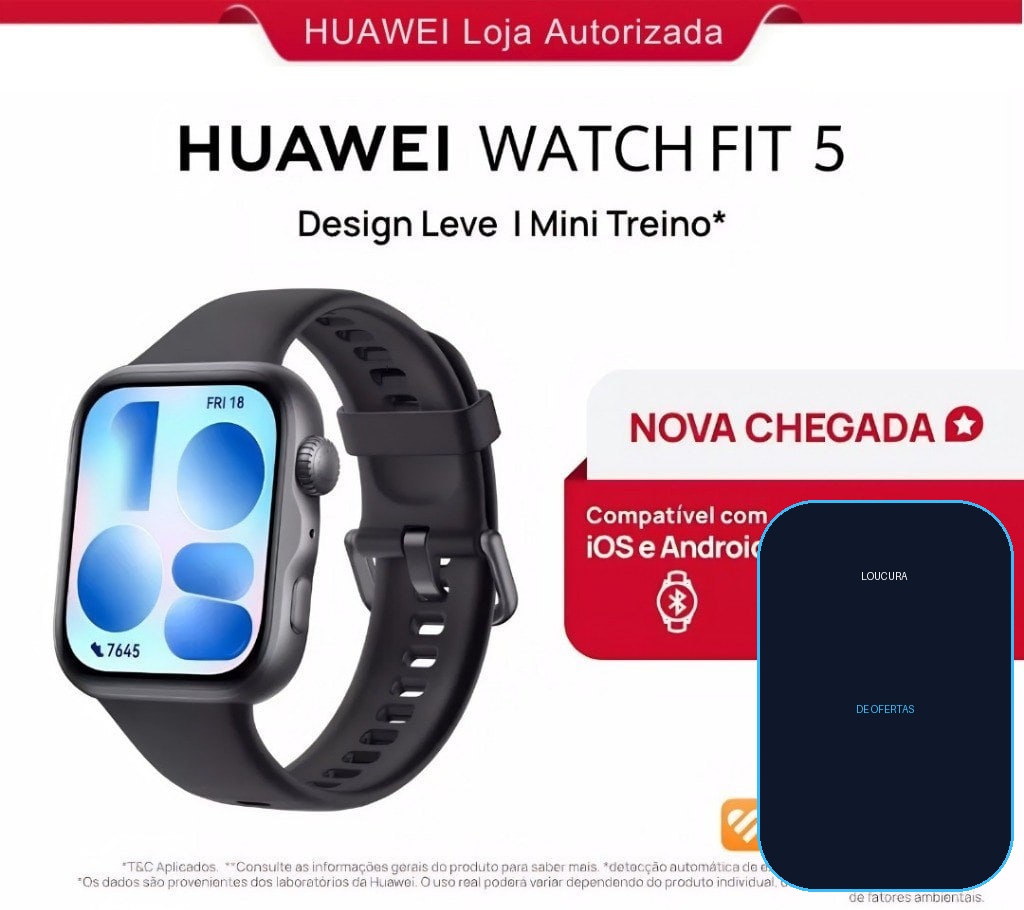 HUAWEI Loja Autorizada
HUAWEI WATCH FIT 5
Design Leve | Mini Treino*
FRI 18
7645
NOVA CHEGADA
Compatível com
iOS e Android
LOUCURA
DE OFERTAS
*T&C Aplicados. **Consulte as informações gerais do produto para saber mais. *detecção automática de
*Os dados são provenientes dos laboratórios da Huawei. O uso real poderá variar dependendo do produto individual,
de fatores ambientais.